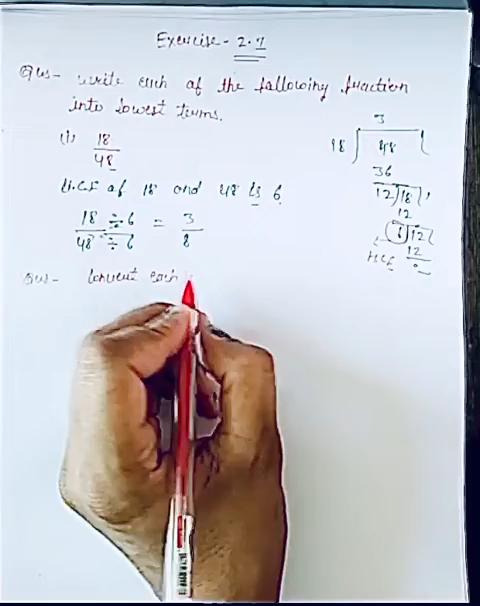 Exercise - 2.7
Qus- write each of the following fraction
into lowest terms.
(i) 18/48
H.C.F of 18 and 48 is 6
18 ÷ 6 / 48 ÷ 6 = 3/8
Qus- Convert each
3
18 48
36
12 18 1
12
6 12
HCF 12
0